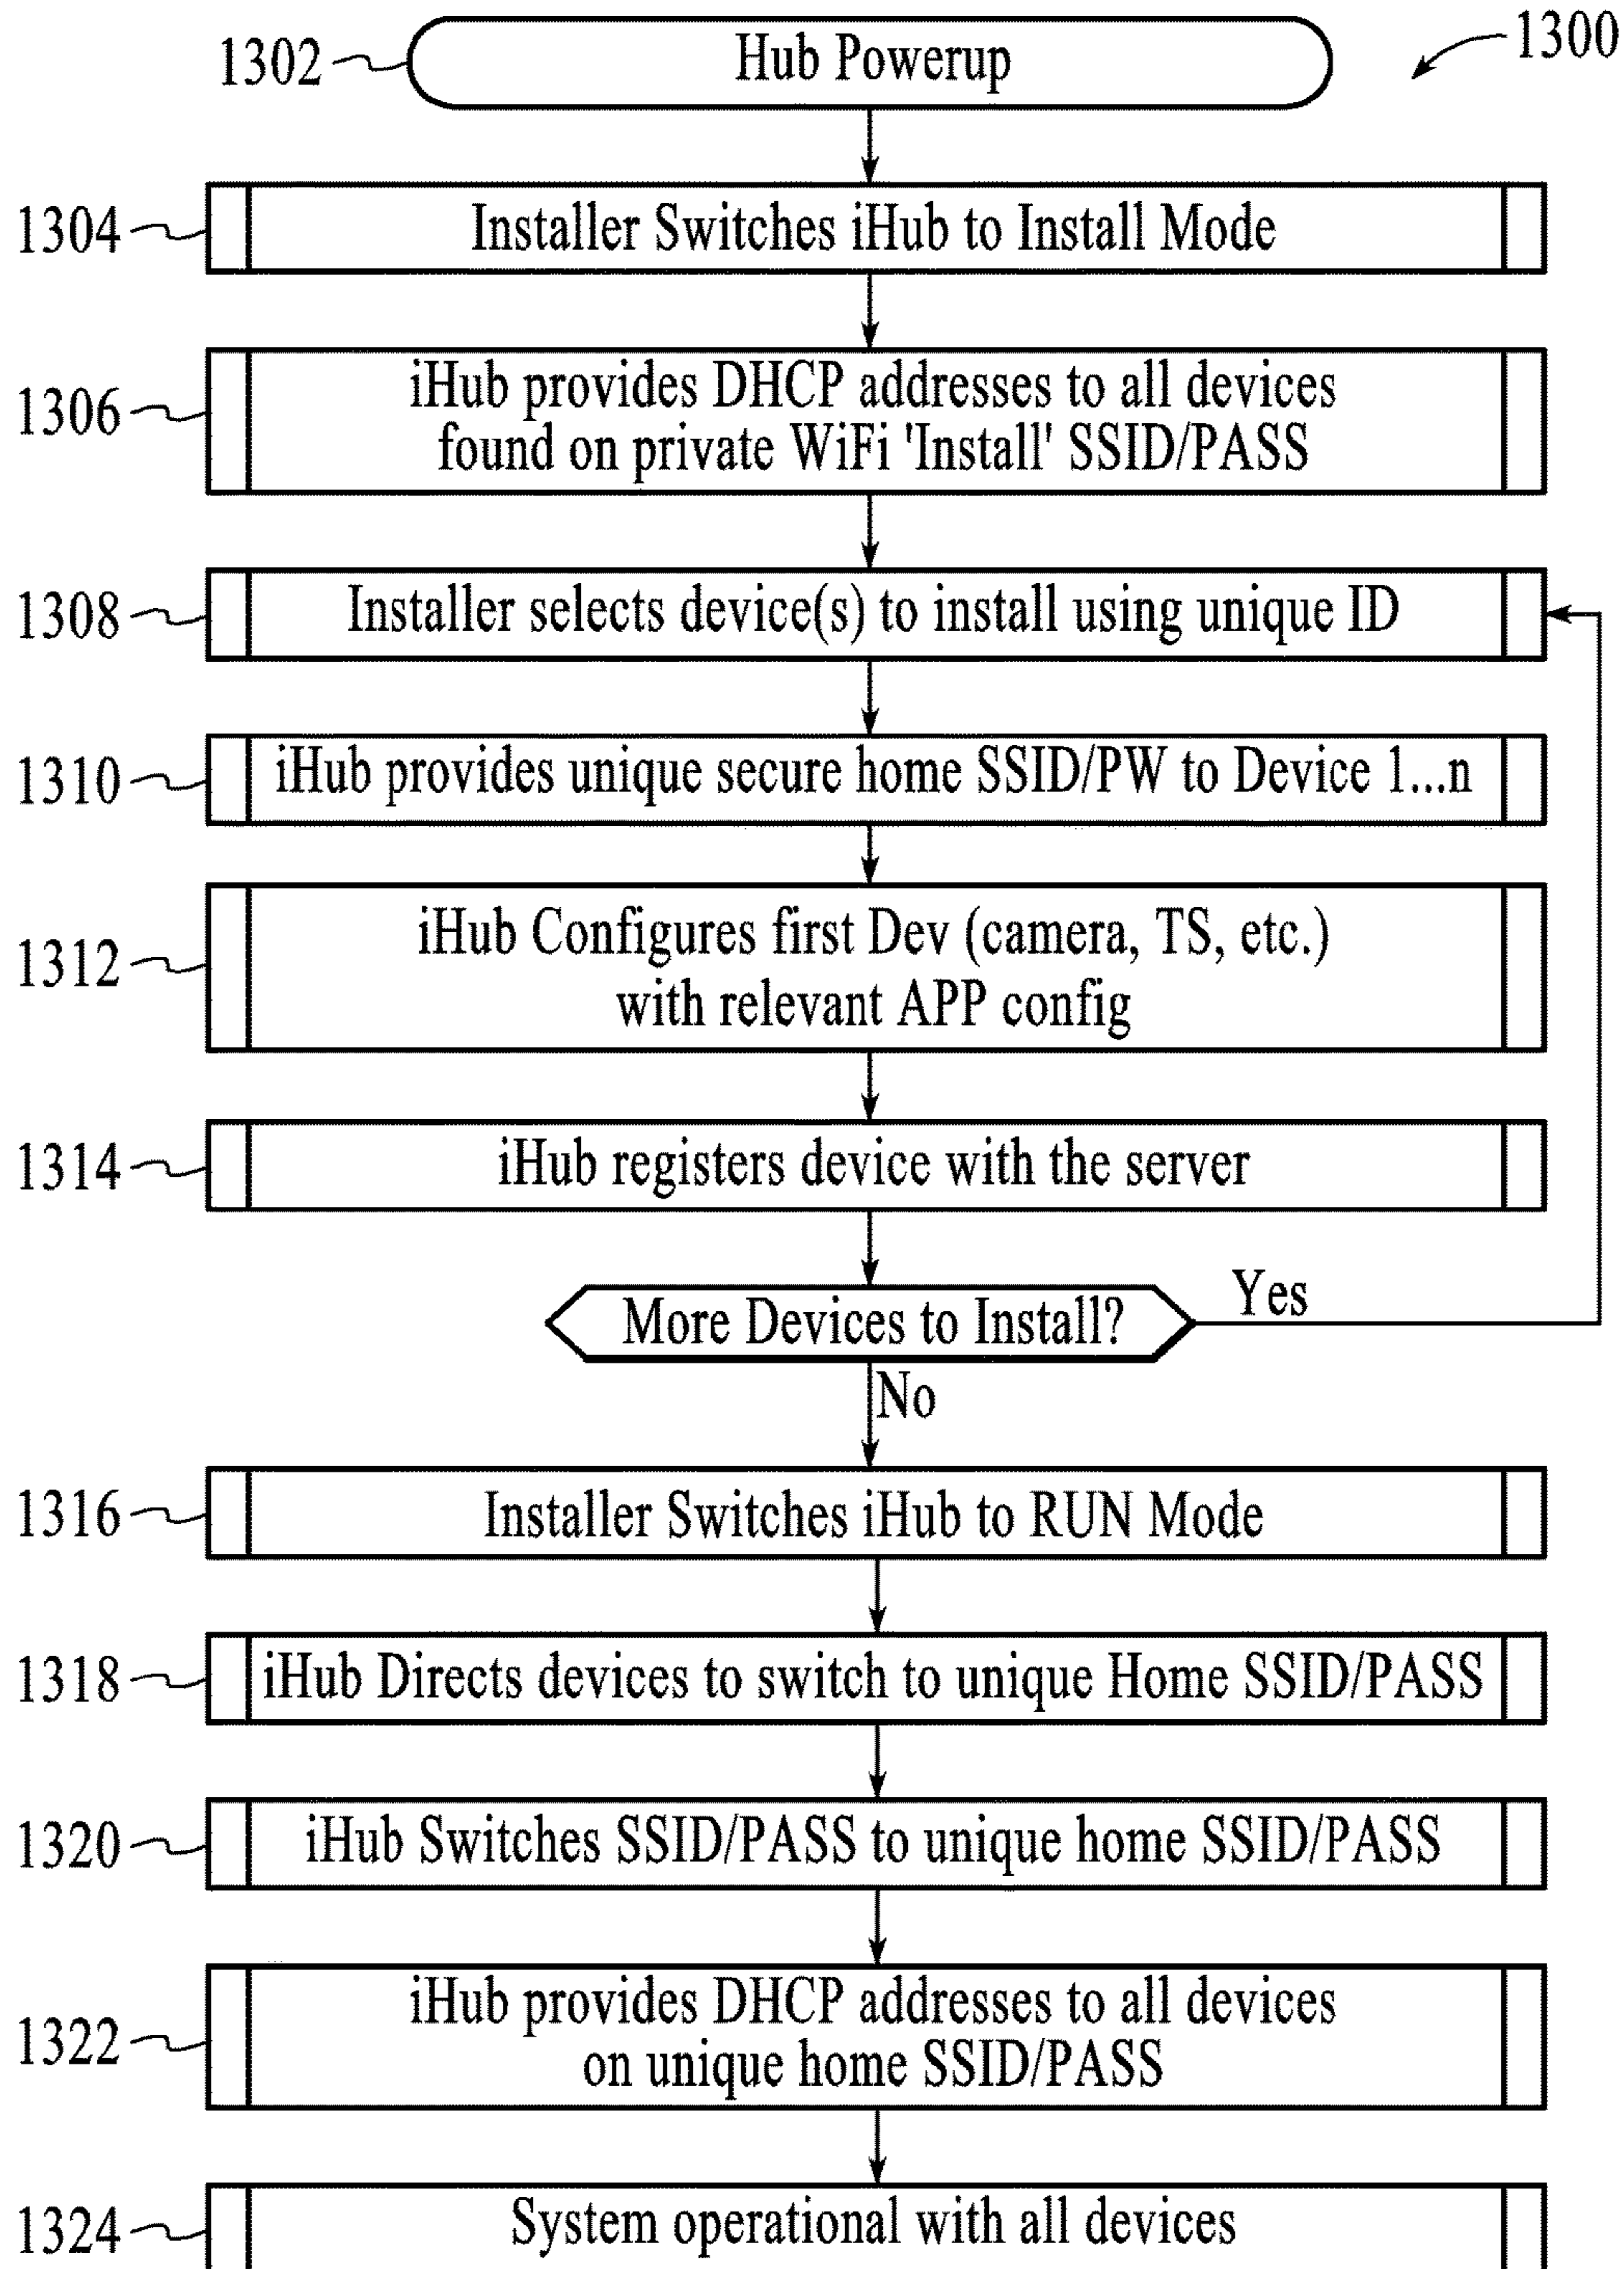 1300
1302
Hub Powerup
1304
Installer Switches iHub to Install Mode
1306
iHub provides DHCP addresses to all devices
found on private WiFi 'Install' SSID/PASS
1308
Installer selects device(s) to install using unique ID
1310
iHub provides unique secure home SSID/PW to Device 1...n
1312
iHub Configures first Dev (camera, TS, etc.)
with relevant APP config
1314
iHub registers device with the server
More Devices to Install?
Yes
No
1316
Installer Switches iHub to RUN Mode
1318
iHub Directs devices to switch to unique Home SSID/PASS
1320
iHub Switches SSID/PASS to unique home SSID/PASS
1322
iHub provides DHCP addresses to all devices
on unique home SSID/PASS
1324
System operational with all devices